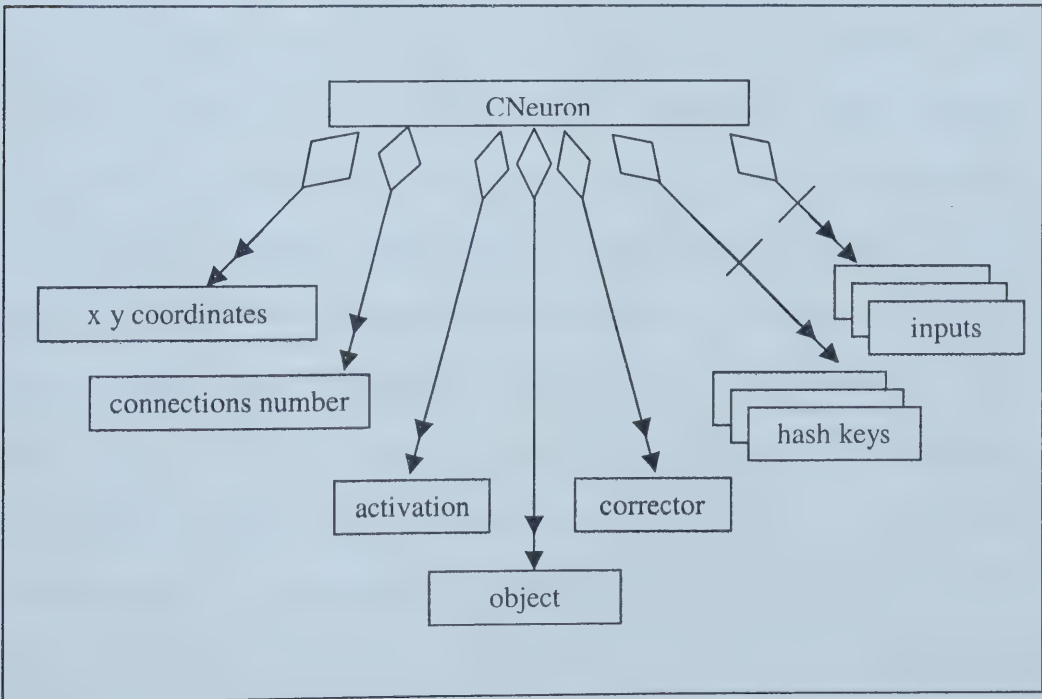 CNeuron
x y coordinates
inputs
connections number
hash keys
activation
corrector
object